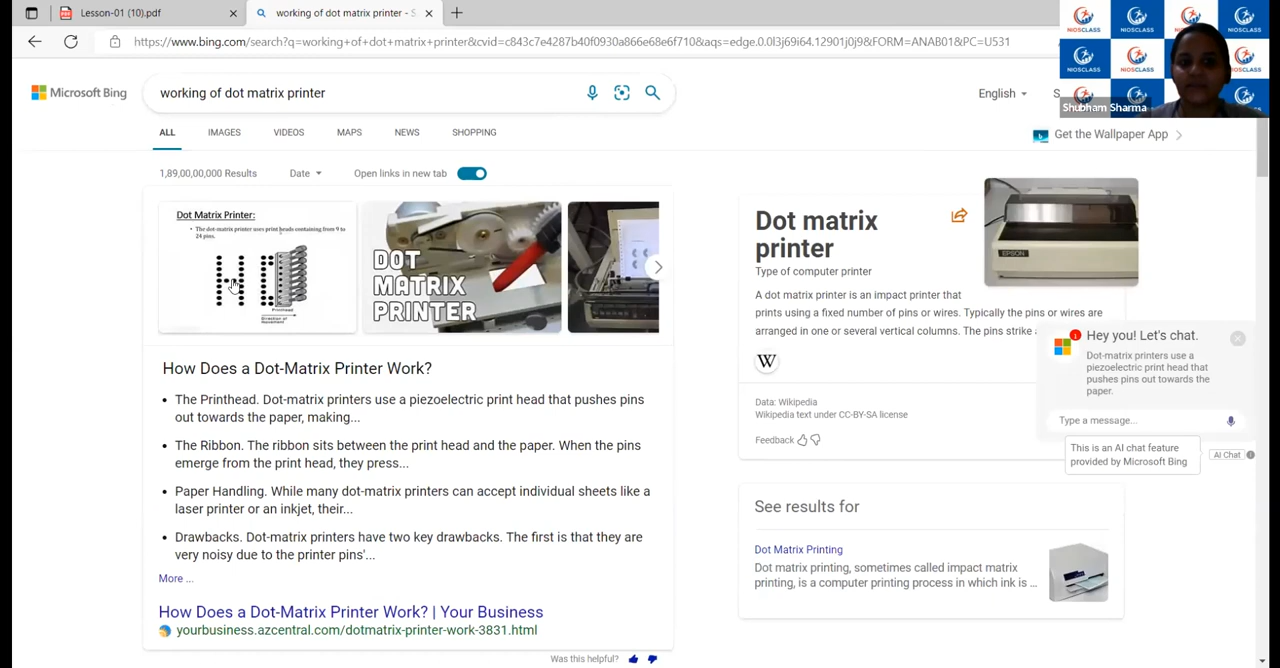 Lesson-01 (10).pdf
working of dot matrix printer - S
https://www.bing.com/search?q=working+of+dot+matrix+printer&cvid=c843c7e4287b40f0930a866e68e6f710&aqs=edge.0.0l3j69i64.12901j0j9&FORM=ANAB01&PC=U531
NIOSCLASS
NIOSCLASS
NIOSCLASS
NIOSCLASS
NIOSCLASS
Shubham Sharma
Microsoft Bing
working of dot matrix printer
English
S
ALL
IMAGES
VIDEOS
MAPS
NEWS
SHOPPING
Get the Wallpaper App
1,89,00,00,000 Results
Date
Open links in new tab
Dot Matrix Printer:
• The dot-matrix printer uses print heads containing from 9 to
24 pins.
Printhead
Direction of
Movement
DOT
MATRIX
PRINTER
How Does a Dot-Matrix Printer Work?
• The Printhead. Dot-matrix printers use a piezoelectric print head that pushes pins
out towards the paper, making...
• The Ribbon. The ribbon sits between the print head and the paper. When the pins
emerge from the print head, they press...
• Paper Handling. While many dot-matrix printers can accept individual sheets like a
laser printer or an inkjet, their...
• Drawbacks. Dot-matrix printers have two key drawbacks. The first is that they are
very noisy due to the printer pins'...
More ...
How Does a Dot-Matrix Printer Work? | Your Business
yourbusiness.azcentral.com/dotmatrix-printer-work-3831.html
Was this helpful?
Dot matrix
printer
Type of computer printer
EPSON
A dot matrix printer is an impact printer that
prints using a fixed number of pins or wires. Typically the pins or wires are
arranged in one or several vertical columns. The pins strike
W
Data: Wikipedia
Wikipedia text under CC-BY-SA license
Feedback
1
Hey you! Let's chat.
Dot-matrix printers use a
piezoelectric print head that
pushes pins out towards the
paper.
Type a message...
This is an AI chat feature
provided by Microsoft Bing
AI Chat
See results for
Dot Matrix Printing
Dot matrix printing, sometimes called impact matrix
printing, is a computer printing process in which ink is ...